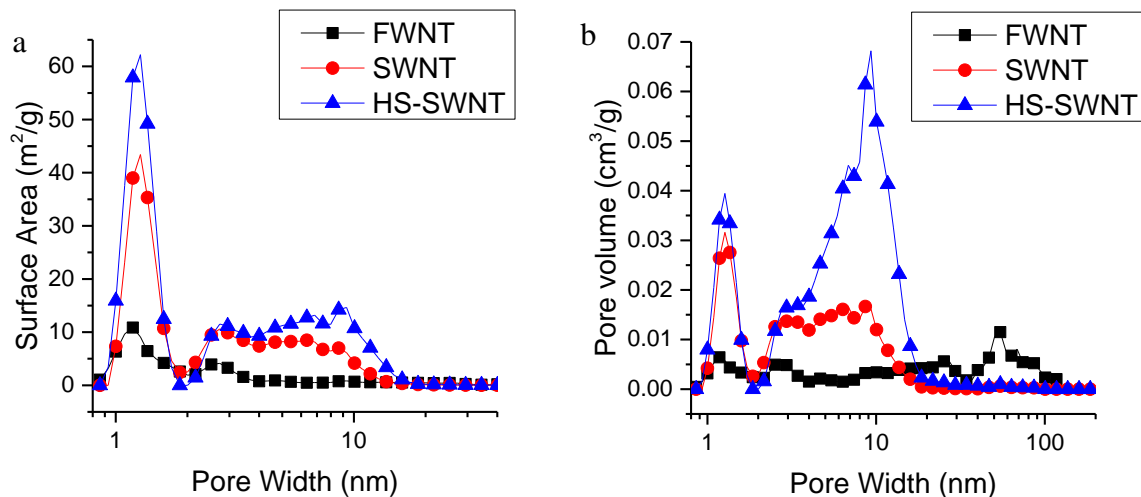 a
FWNT
SWNT
HS-SWNT
Surface Area (m²/g)
60
50
40
30
20
10
0
1
10
Pore Width (nm)
b
FWNT
SWNT
HS-SWNT
Pore volume (cm³/g)
0.07
0.06
0.05
0.04
0.03
0.02
0.01
0.00
1
10
100
Pore Width (nm)